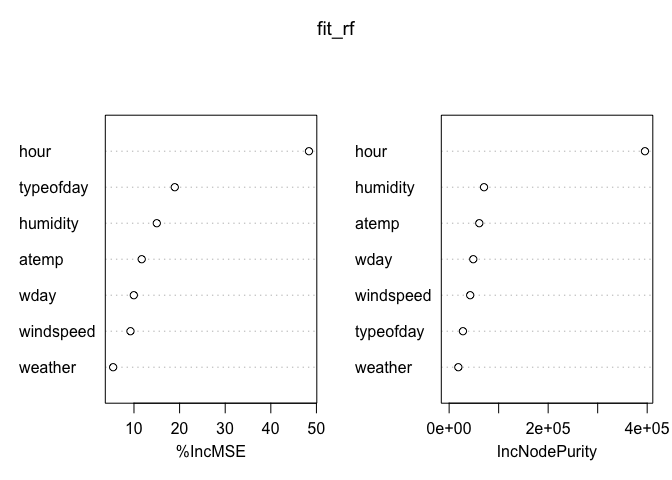 fit_rf
hour
typeofday
humidity
atemp
wday
windspeed
weather
10 20 30 40 50
%IncMSE
hour
humidity
atemp
wday
windspeed
typeofday
weather
0e+00 2e+05 4e+05
IncNodePurity